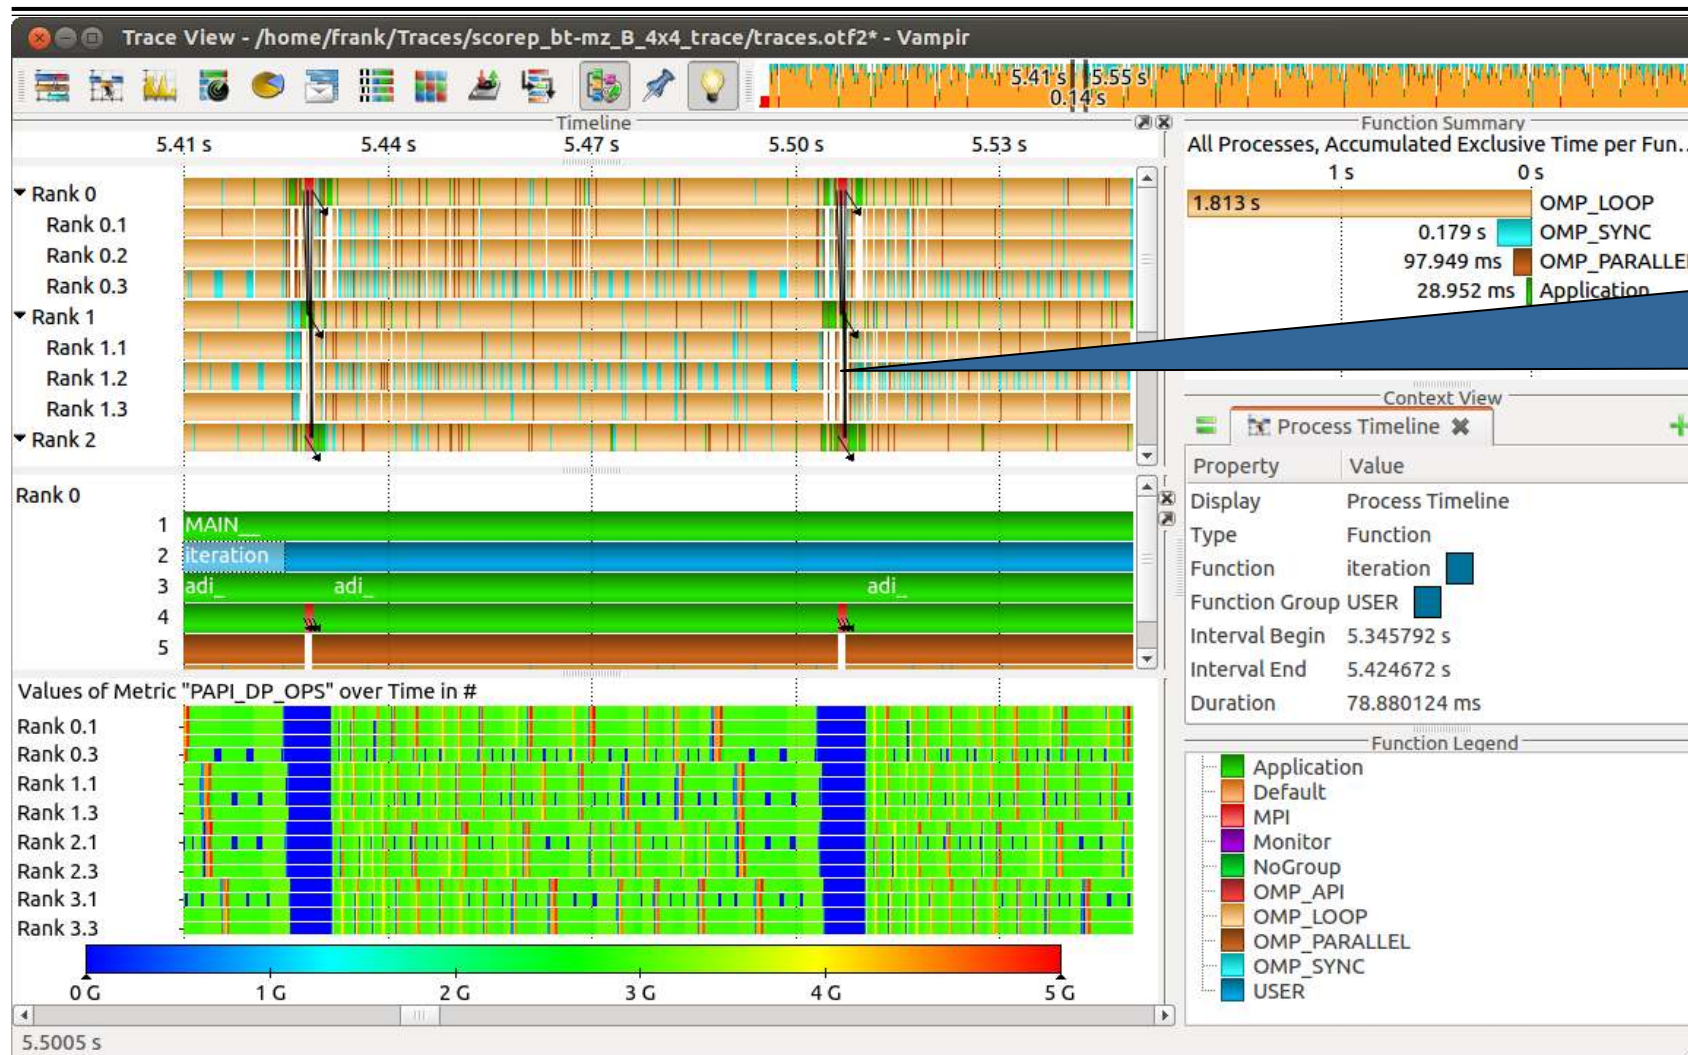 Trace View - /home/frank/Traces/scorep_bt-mz_B_4x4_trace/traces.otf2* - Vampir
5.41 s 5.55 s
0.14 s
Timeline
5.41 s 5.44 s 5.47 s 5.50 s 5.53 s
Rank 0
Rank 0.1
Rank 0.2
Rank 0.3
Rank 1
Rank 1.1
Rank 1.2
Rank 1.3
Rank 2
Rank 0
1 MAIN__
2 iteration
3 adi_ adi_ adi_
4
5
Values of Metric "PAPI_DP_OPS" over Time in #
Rank 0.1
Rank 0.3
Rank 1.1
Rank 1.3
Rank 2.1
Rank 2.3
Rank 3.1
Rank 3.3
0 G 1 G 2 G 3 G 4 G 5 G
5.5005 s
Function Summary
All Processes, Accumulated Exclusive Time per Fun..
1 s 0 s
1.813 s OMP_LOOP
0.179 s OMP_SYNC
97.949 ms OMP_PARALLEL
28.952 ms Application
Context View
Process Timeline
Property Value
Display Process Timeline
Type Function
Function iteration
Function Group USER
Interval Begin 5.345792 s
Interval End 5.424672 s
Duration 78.880124 ms
Function Legend
Application
Default
MPI
Monitor
NoGroup
OMP_API
OMP_LOOP
OMP_PARALLEL
OMP_SYNC
USER